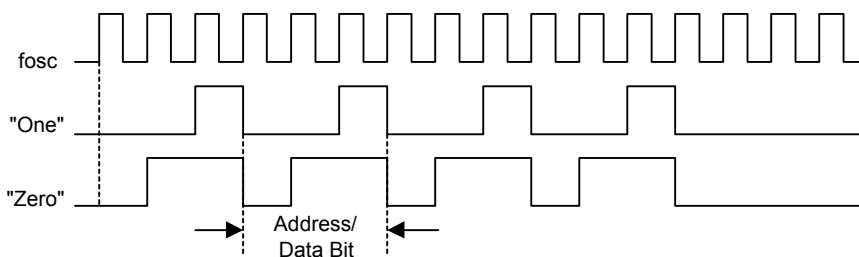 fosc
"One"
"Zero"
Address/
Data Bit